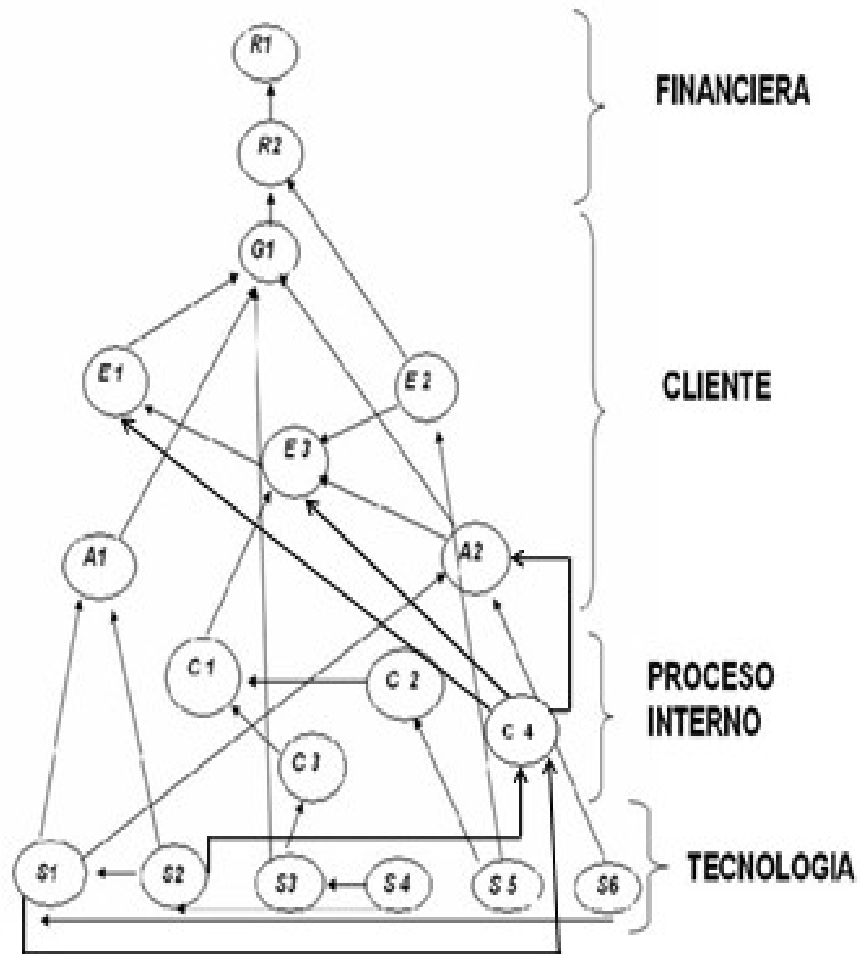 R1
FINANCIERA
R2
G1
E1
E2
CLIENTE
E3
A1
A2
C1
C2
PROCESO
INTERNO
C4
C3
S1
S2
S3
S4
S5
S6
TECNOLOGIA